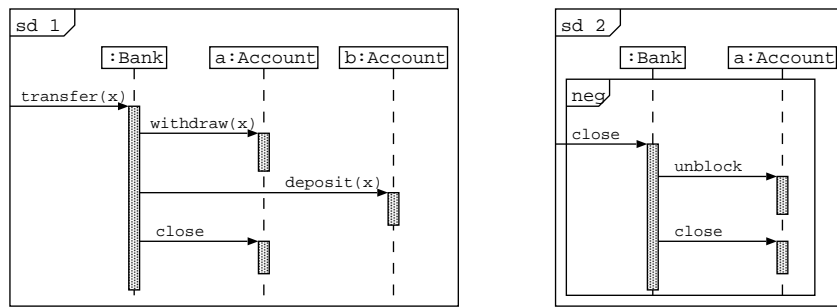 sd 1
:Bank
a:Account
b:Account
transfer(x)
withdraw(x)
deposit(x)
close
sd 2
:Bank
a:Account
neg
close
unblock
close